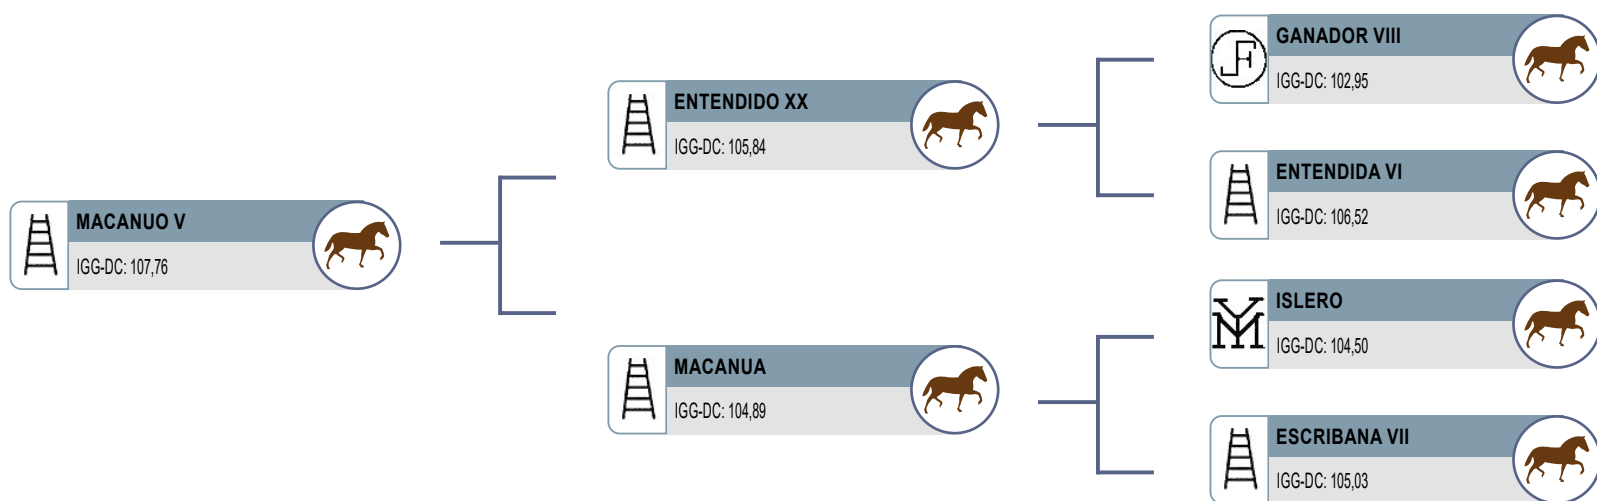 GANADOR VIII
IGG-DC: 102,95
ENTENDIDO XX
IGG-DC: 105,84
ENTENDIDA VI
IGG-DC: 106,52
MACANUO V
IGG-DC: 107,76
ISLERO
IGG-DC: 104,50
MACANUA
IGG-DC: 104,89
ESCRIBANA VII
IGG-DC: 105,03